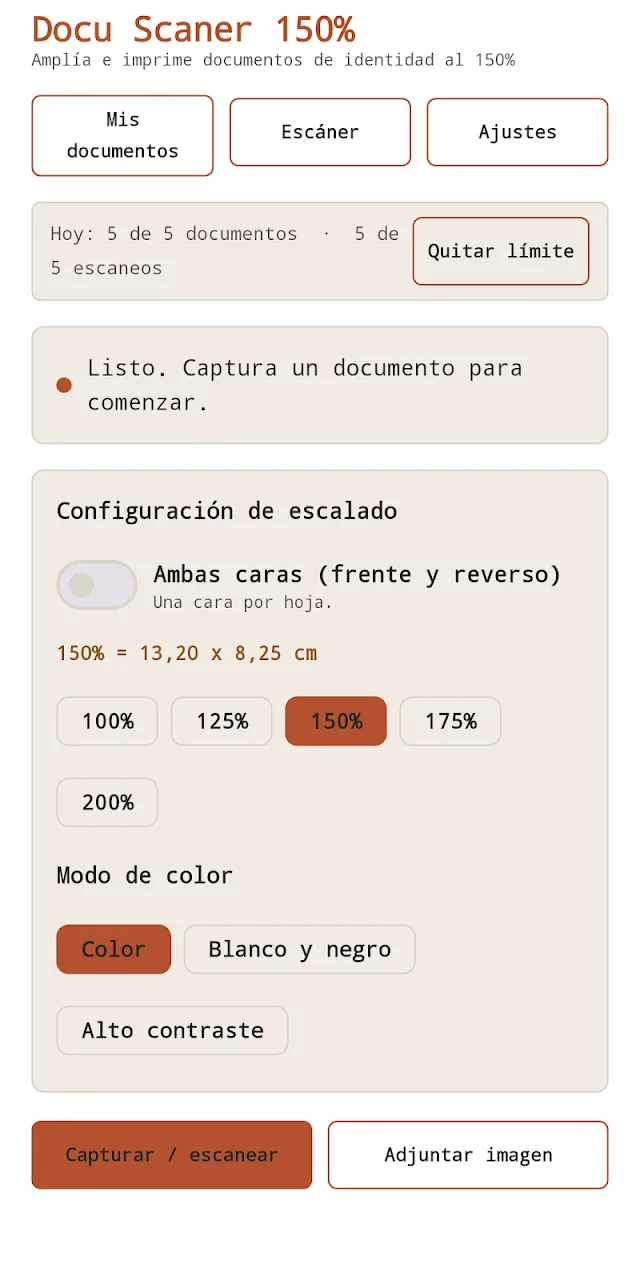 Docu Scaner 150%
Amplía e imprime documentos de identidad al 150%
Mis
documentos
Escáner
Ajustes
Hoy: 5 de 5 documentos · 5 de
5 escaneos
Quitar límite
Listo. Captura un documento para
comenzar.
Configuración de escalado
Ambas caras (frente y reverso)
Una cara por hoja.
150% = 13,20 x 8,25 cm
100%
125%
150%
175%
200%
Modo de color
Color
Blanco y negro
Alto contraste
Capturar / escanear
Adjuntar imagen